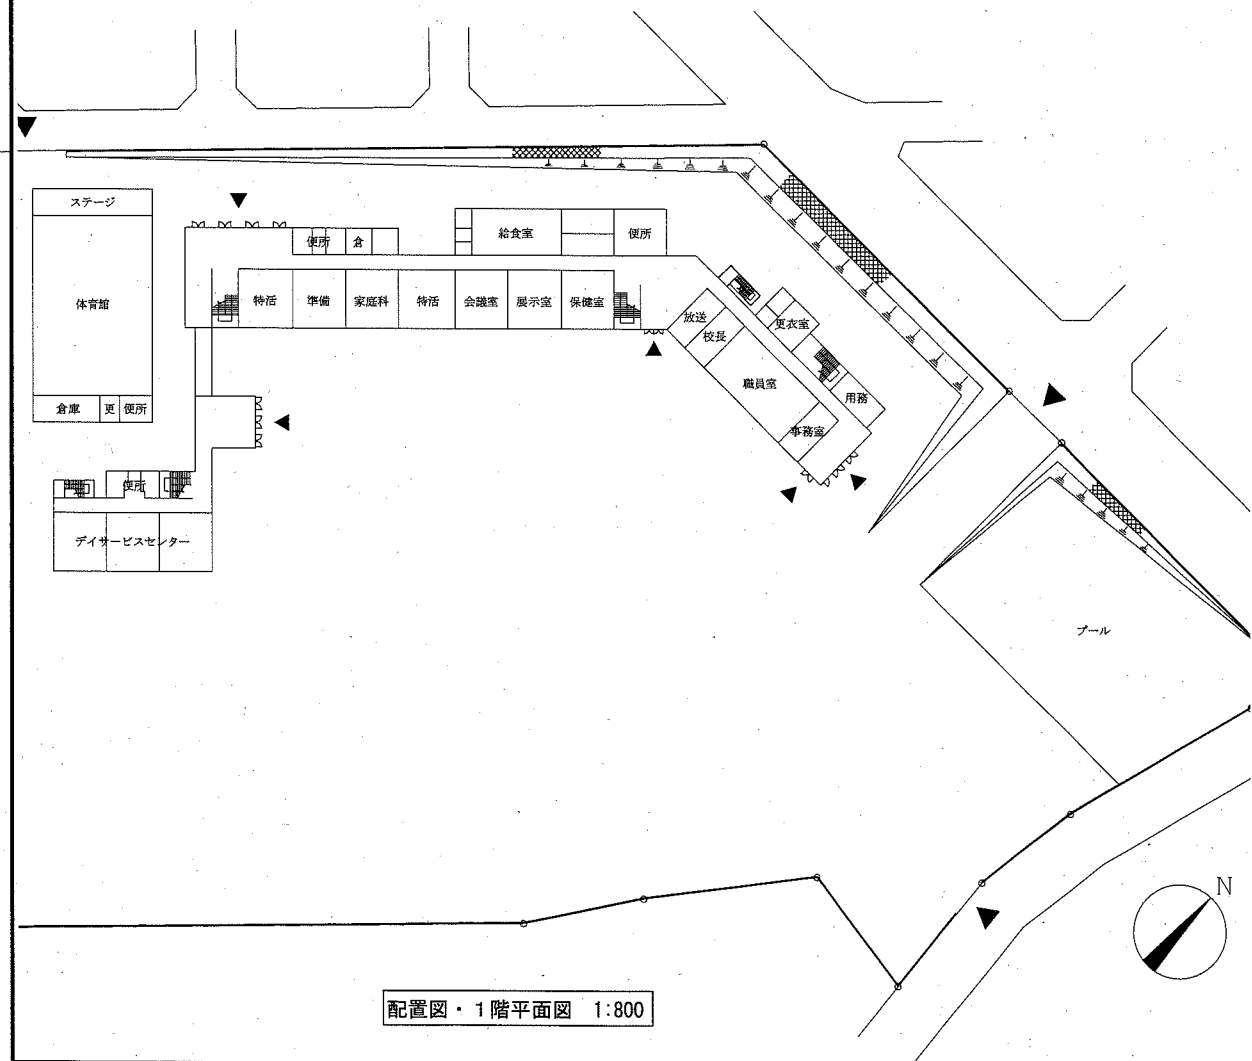 ステージ
体育館
倉庫
更
便所
便所
倉
給食室
便所
特活
準備
家庭科
特活
会議室
展示室
保健室
放送
校長
更衣室
職員室
用務
事務室
便所
デイサービスセンター
プール
N
配置図・1階平面図 1:800